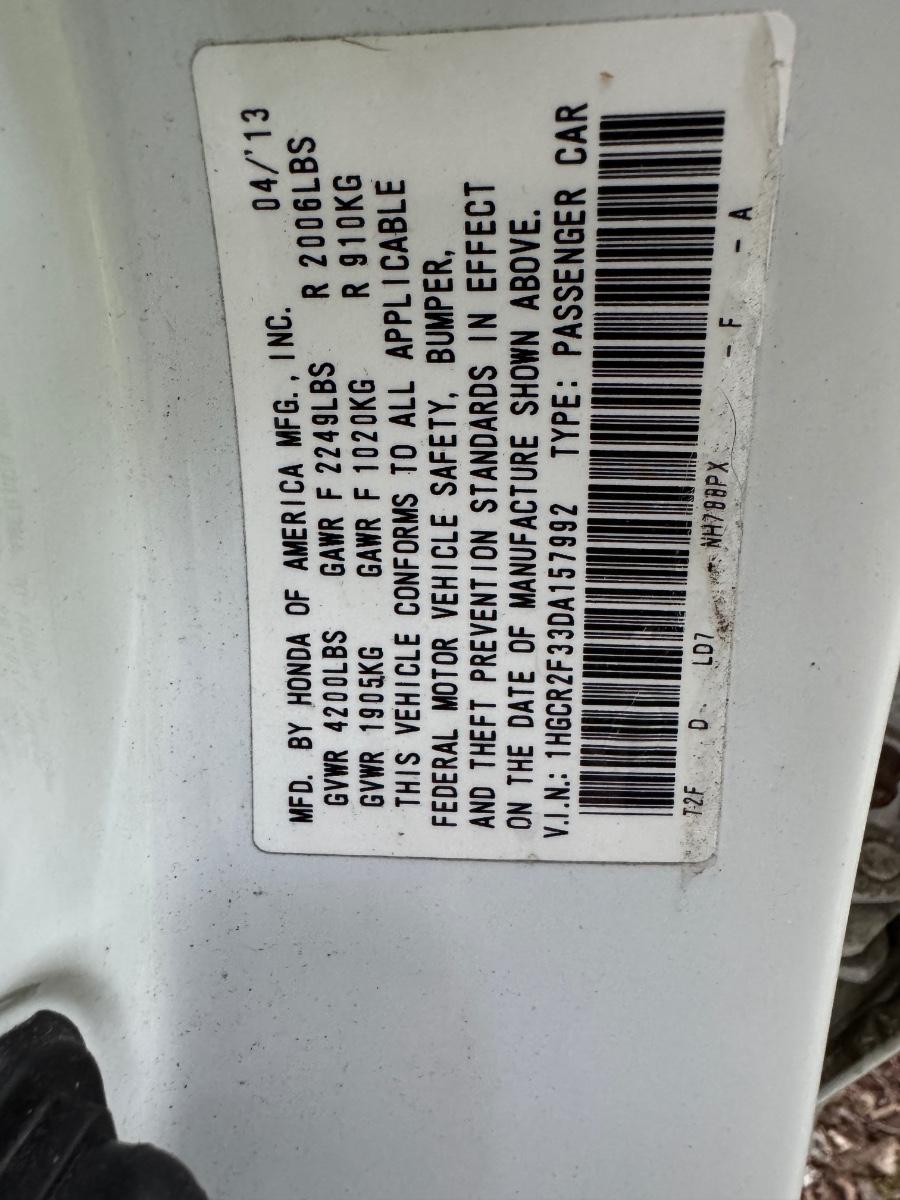 MFD. BY HONDA OF AMERICA MFG., INC. 04/'13
GVWR 4200LBS GAWR F 2249LBS R 2006LBS
GVWR 1905KG GAWR F 1020KG R 910KG
THIS VEHICLE CONFORMS TO ALL APPLICABLE
FEDERAL MOTOR VEHICLE SAFETY, BUMPER,
AND THEFT PREVENTION STANDARDS IN EFFECT
ON THE DATE OF MANUFACTURE SHOWN ABOVE.
V.I.N.: 1HGCR2F33DA157992 TYPE: PASSENGER CAR
T2F D LD7 NH788PX - F - A